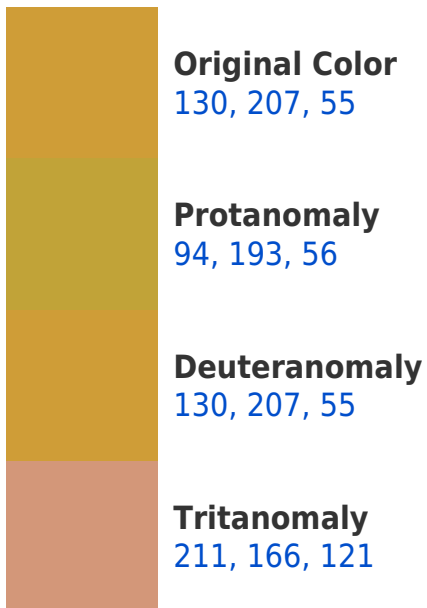 Original Color
130, 207, 55
Protanomaly
94, 193, 56
Deuteranomaly
130, 207, 55
Tritanomaly
211, 166, 121